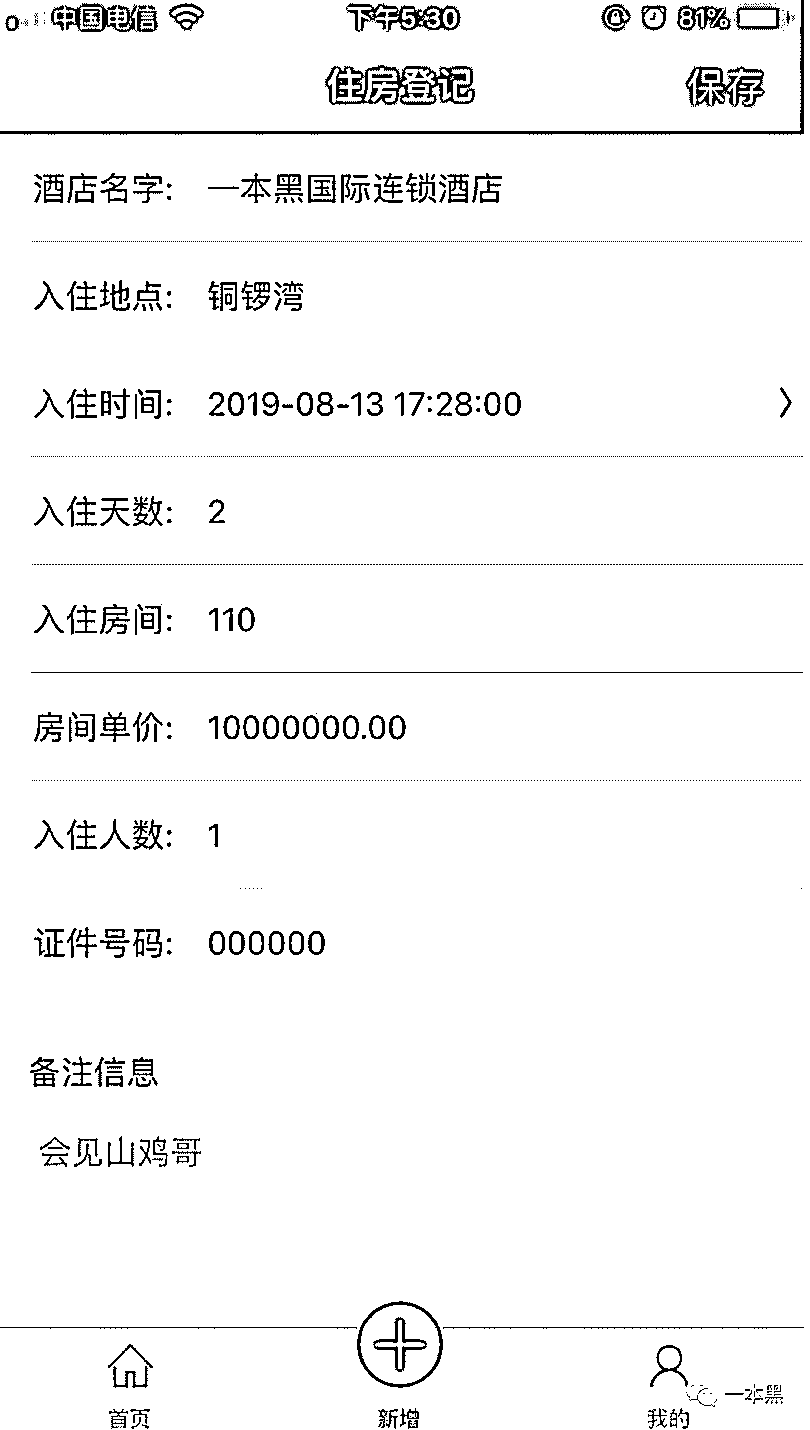 中国电信 下午5:30 81%
住房登记 保存
酒店名字: 一本黑国际连锁酒店
入住地点: 铜锣湾
入住时间: 2019-08-13 17:28:00
入住天数: 2
入住房间: 110
房间单价: 10000000.00
入住人数: 1
证件号码: 000000
备注信息
会见山鸡哥
首页 新增 我的
一本黑